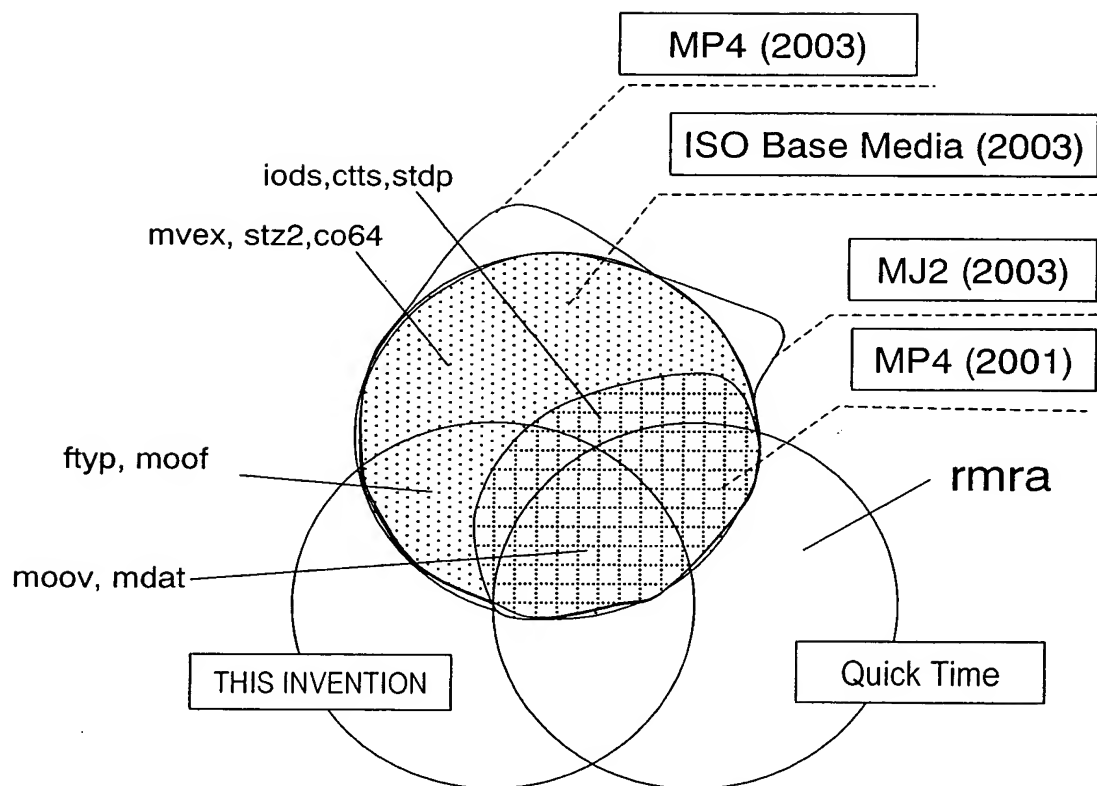 MP4 (2003)
ISO Base Media (2003)
iods,ctts,stdp
mvex, stz2,co64
MJ2 (2003)
MP4 (2001)
ftyp, moof
rmra
moov, mdat
THIS INVENTION
Quick Time